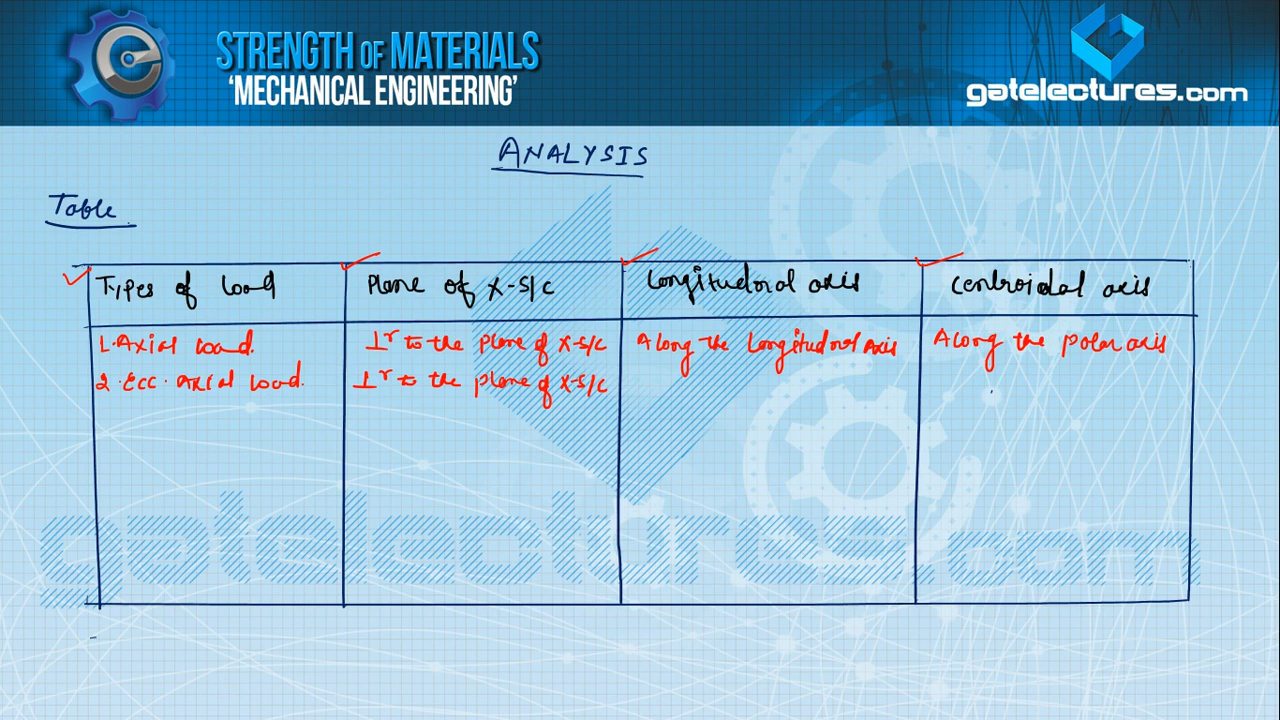 STRENGTH OF MATERIALS
'MECHANICAL ENGINEERING'
gatelectures.com
ANALYSIS
Table
Types of load
Plane of X-S/C
Longitudinal axis
Centroidal axis
1. Axial load.
⊥r to the plane of X-S/C
Along the Longitudinal Axis
Along the polar axis
2. Ecc. Axial load.
⊥r to the plane of X-S/C
gatelectures.com